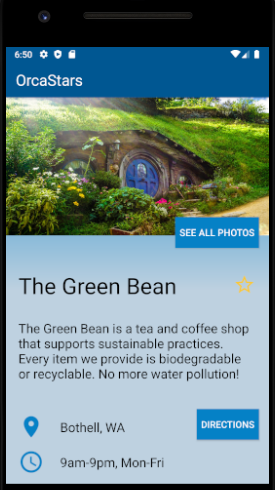 6:50
OrcaStars
SEE ALL PHOTOS
The Green Bean
The Green Bean is a tea and coffee shop
that supports sustainable practices.
Every item we provide is biodegradable
or recyclable. No more water pollution!
Bothell, WA
DIRECTIONS
9am-9pm, Mon-Fri